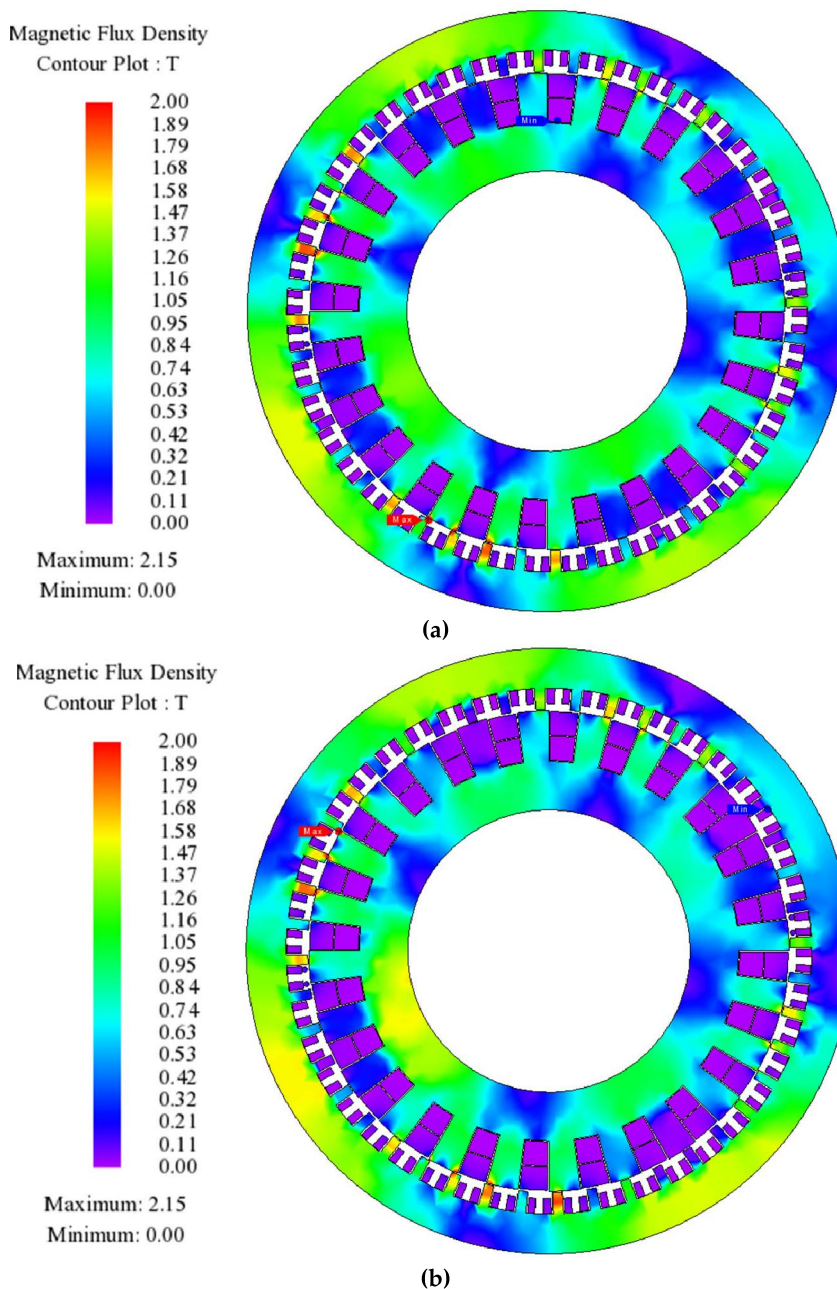 Magnetic Flux Density
Contour Plot : T
2.00
1.89
1.79
1.68
1.58
1.47
1.37
1.26
1.16
1.05
0.95
0.84
0.74
0.63
0.53
0.42
0.32
0.21
0.11
0.00
Maximum: 2.15
Minimum: 0.00
Min
Max
(a)
Magnetic Flux Density
Contour Plot : T
2.00
1.89
1.79
1.68
1.58
1.47
1.37
1.26
1.16
1.05
0.95
0.84
0.74
0.63
0.53
0.42
0.32
0.21
0.11
0.00
Maximum: 2.15
Minimum: 0.00
Min
Max
(b)